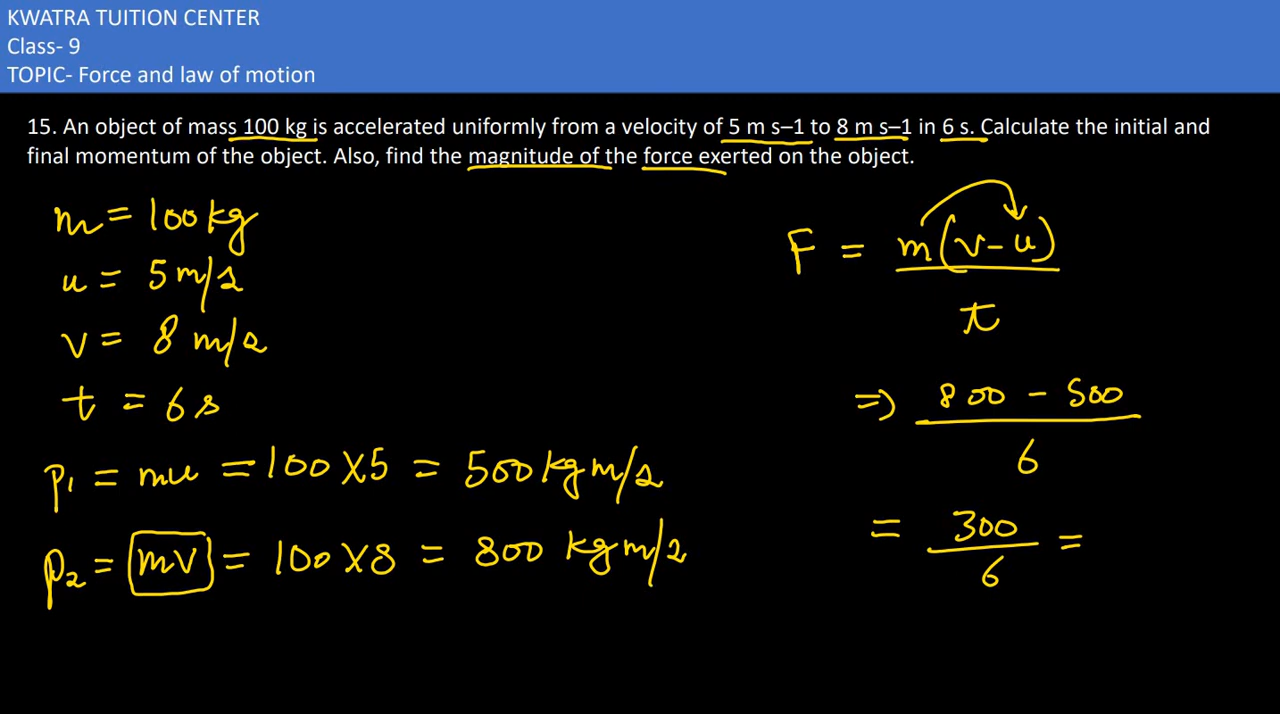 KWATRA TUITION CENTER
Class- 9
TOPIC- Force and law of motion
15. An object of mass 100 kg is accelerated uniformly from a velocity of 5 m s–1 to 8 m s–1 in 6 s. Calculate the initial and
final momentum of the object. Also, find the magnitude of the force exerted on the object.
m = 100 kg
u = 5 m/s
v = 8 m/s
t = 6 s
p₁ = mu = 100 X 5 = 500 kg m/s
p₂ = mv = 100 X 8 = 800 kg m/s
F = m(v-u)
t
=> 800 - 500
6
= 300 =
6